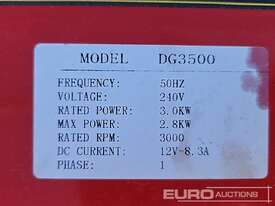 MODEL DG3500
FREQUENCY: 50HZ
VOLTAGE: 240V
RATED POWER: 3.0KW
MAX POWER: 2.8KW
RATED RPM: 3000
DC CURRENT: 12V-8.3A
PHASE: 1
EURO AUCTIONS